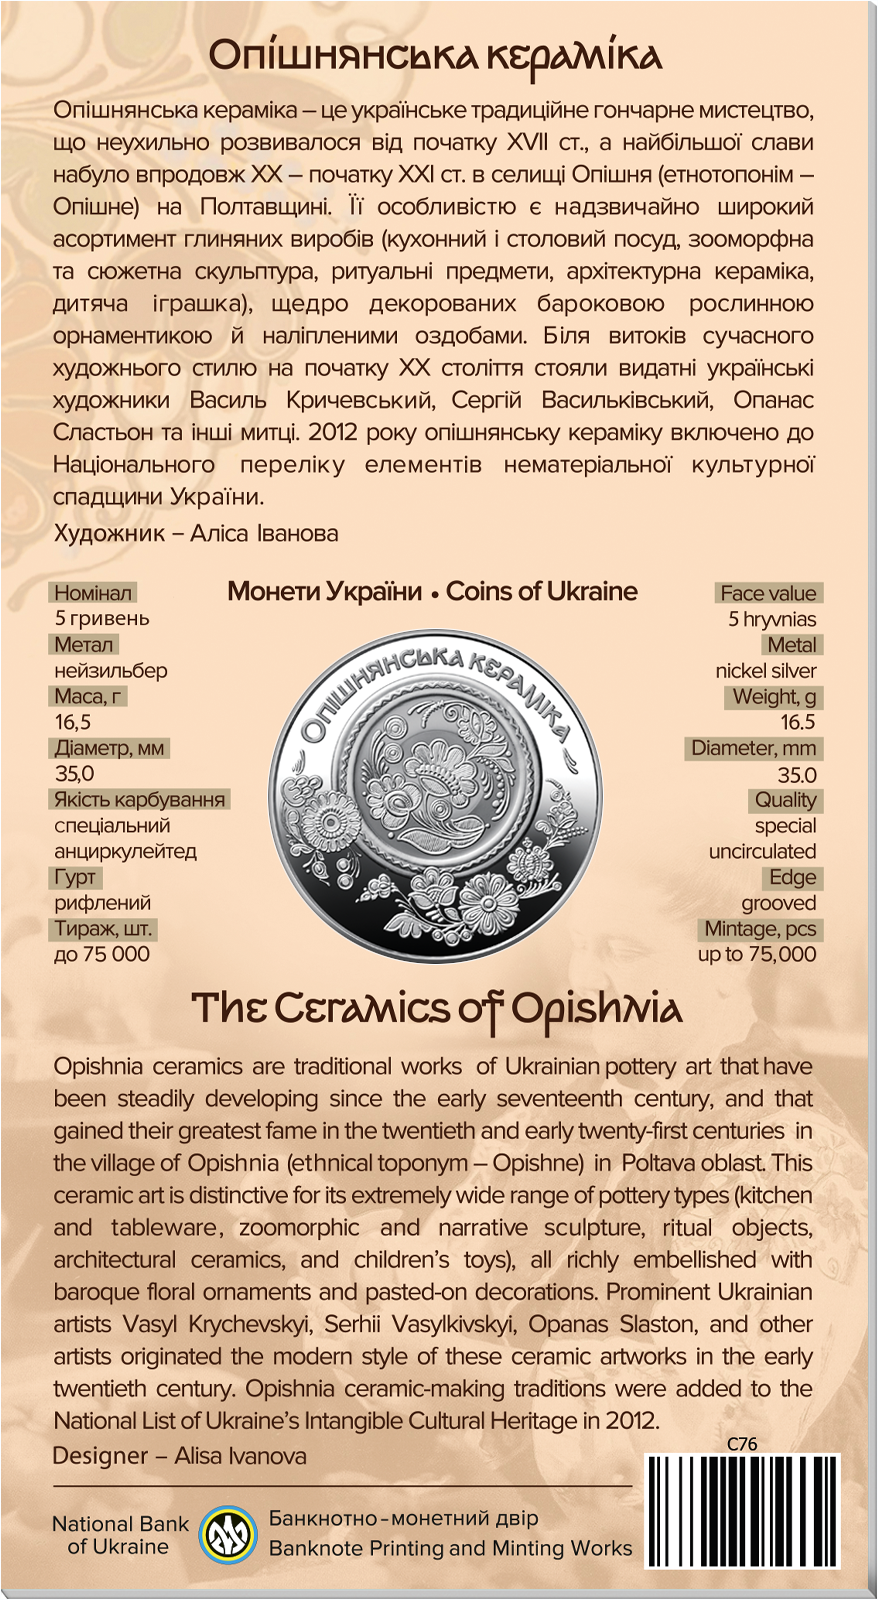 Опішнянська кераміка
Опішнянська кераміка – це українське традиційне гончарне мистецтво,
що неухильно розвивалося від початку XVII ст., а найбільшої слави
набуло впродовж XX – початку XXI ст. в селищі Опішня (етнотопонім –
Опішне) на Полтавщині. Її особливістю є надзвичайно широкий
асортимент глиняних виробів (кухонний і столовий посуд, зооморфна
та сюжетна скульптура, ритуальні предмети, архітектурна кераміка,
дитяча іграшка), щедро декорованих бароковою рослинною
орнаментикою й наліпленими оздобами. Біля витоків сучасного
художнього стилю на початку XX століття стояли видатні українські
художники Василь Кричевський, Сергій Васильківський, Опанас
Сластьон та інші митці. 2012 року опішнянську кераміку включено до
Національного переліку елементів нематеріальної культурної
спадщини України.
Художник – Аліса Іванова
Монети України • Coins of Ukraine
Номінал
5 гривень
Метал
нейзильбер
Маса, г
16,5
Діаметр, мм
35,0
Якість карбування
спеціальний
анциркулейтед
Гурт
рифлений
Тираж, шт.
до 75 000
ОПІШНЯНСЬКА КЕРАМІКА
Face value
5 hryvnias
Metal
nickel silver
Weight, g
16.5
Diameter, mm
35.0
Quality
special
uncirculated
Edge
grooved
Mintage, pcs
up to 75,000
The Ceramics of Opishnia
Opishnia ceramics are traditional works of Ukrainian pottery art that have
been steadily developing since the early seventeenth century, and that
gained their greatest fame in the twentieth and early twenty-first centuries in
the village of Opishnia (ethnical toponym – Opishne) in Poltava oblast. This
ceramic art is distinctive for its extremely wide range of pottery types (kitchen
and tableware, zoomorphic and narrative sculpture, ritual objects,
architectural ceramics, and children's toys), all richly embellished with
baroque floral ornaments and pasted-on decorations. Prominent Ukrainian
artists Vasyl Krychevskyi, Serhii Vasylkivskyi, Opanas Slaston, and other
artists originated the modern style of these ceramic artworks in the early
twentieth century. Opishnia ceramic-making traditions were added to the
National List of Ukraine's Intangible Cultural Heritage in 2012.
Designer – Alisa Ivanova
C76
National Bank
of Ukraine
Банкнотно-монетний двір
Banknote Printing and Minting Works